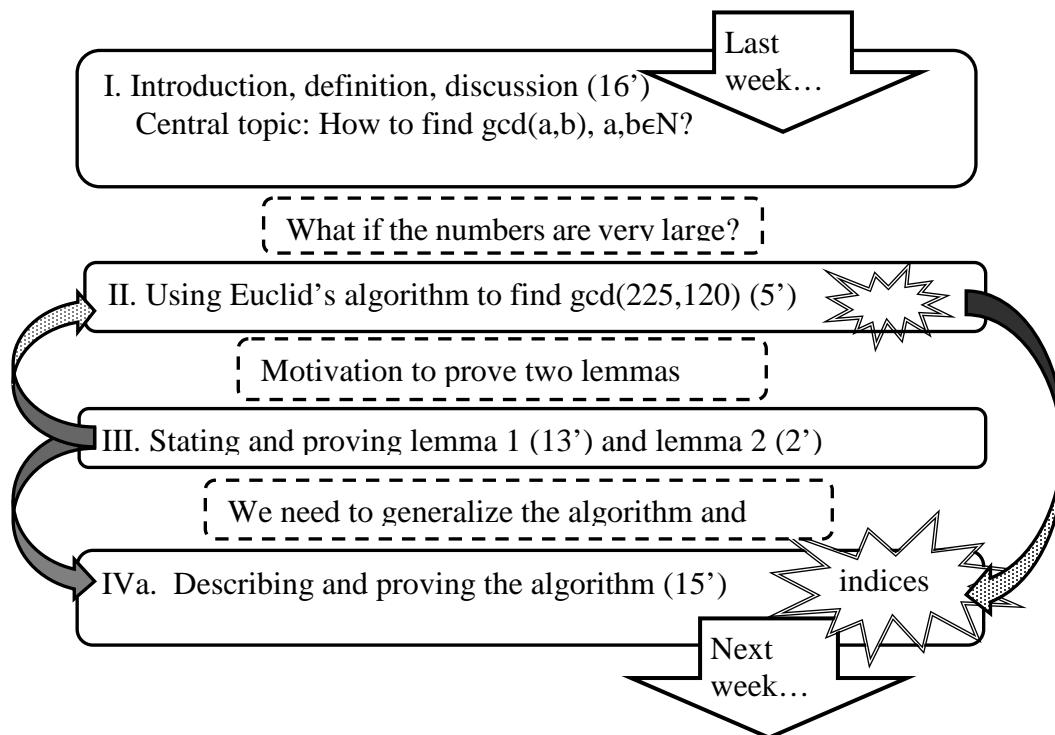 Last
week…
I. Introduction, definition, discussion (16’)
Central topic: How to find gcd(a,b), a,bϵN?
What if the numbers are very large?
II. Using Euclid’s algorithm to find gcd(225,120) (5’)
Motivation to prove two lemmas
III. Stating and proving lemma 1 (13’) and lemma 2 (2’)
We need to generalize the algorithm and
IVa.  Describing and proving the algorithm (15’)
indices
Next
week…